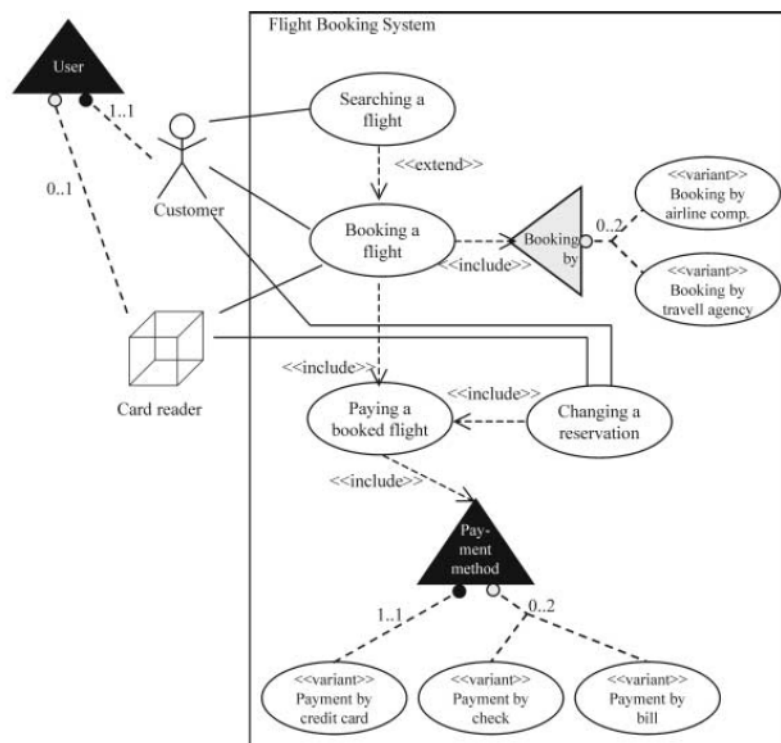 Flight Booking System
User
1..1
0..1
Customer
Card reader
Searching a
flight
<<extend>>
Booking a
flight
<<include>>
Booking
by
0..2
<<variant>>
Booking by
airline comp.
<<variant>>
Booking by
travell agency
<<include>>
Paying a
booked flight
<<include>>
Changing a
reservation
<<include>>
Pay-
ment
method
1..1
0..2
<<variant>>
Payment by
credit card
<<variant>>
Payment by
check
<<variant>>
Payment by
bill